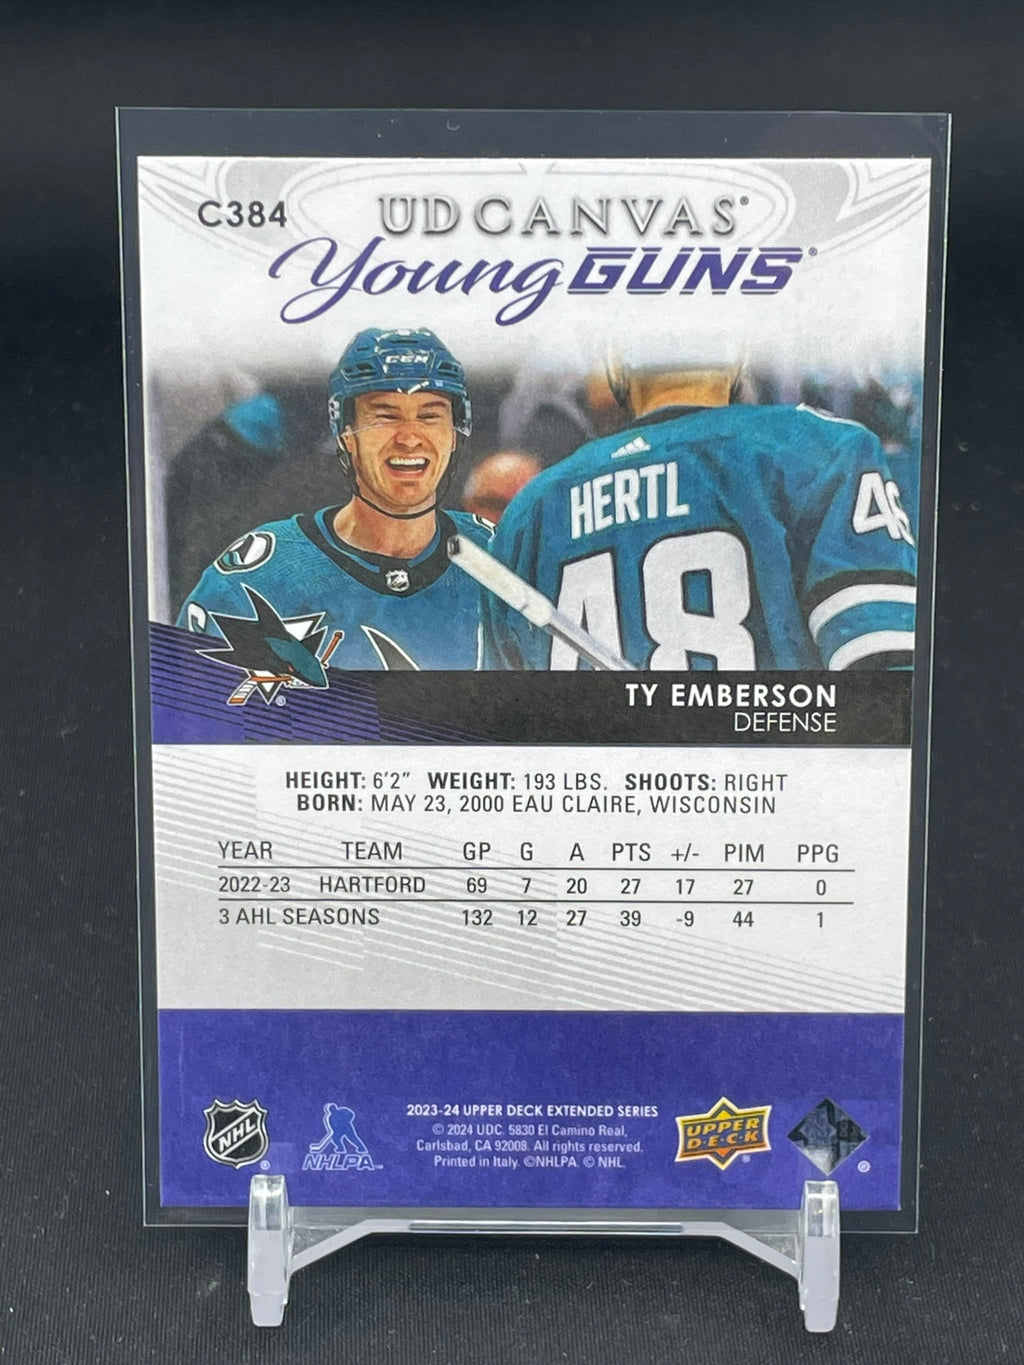 C384
UD CANVAS®
Young GUNS®
CCM
HERTL
48
48
TY EMBERSON
DEFENSE
HEIGHT: 6'2" WEIGHT: 193 LBS. SHOOTS: RIGHT
BORN: MAY 23, 2000 EAU CLAIRE, WISCONSIN
YEAR TEAM GP G A PTS +/- PIM PPG
2022-23 HARTFORD 69 7 20 27 17 27 0
3 AHL SEASONS 132 12 27 39 -9 44 1
2023-24 UPPER DECK EXTENDED SERIES
© 2024 UDC. 5830 El Camino Real,
Carlsbad, CA 92008. All rights reserved.
Printed in Italy. ©NHLPA. © NHL.
NHL ®
NHLPA
UPPER
DECK ®
®